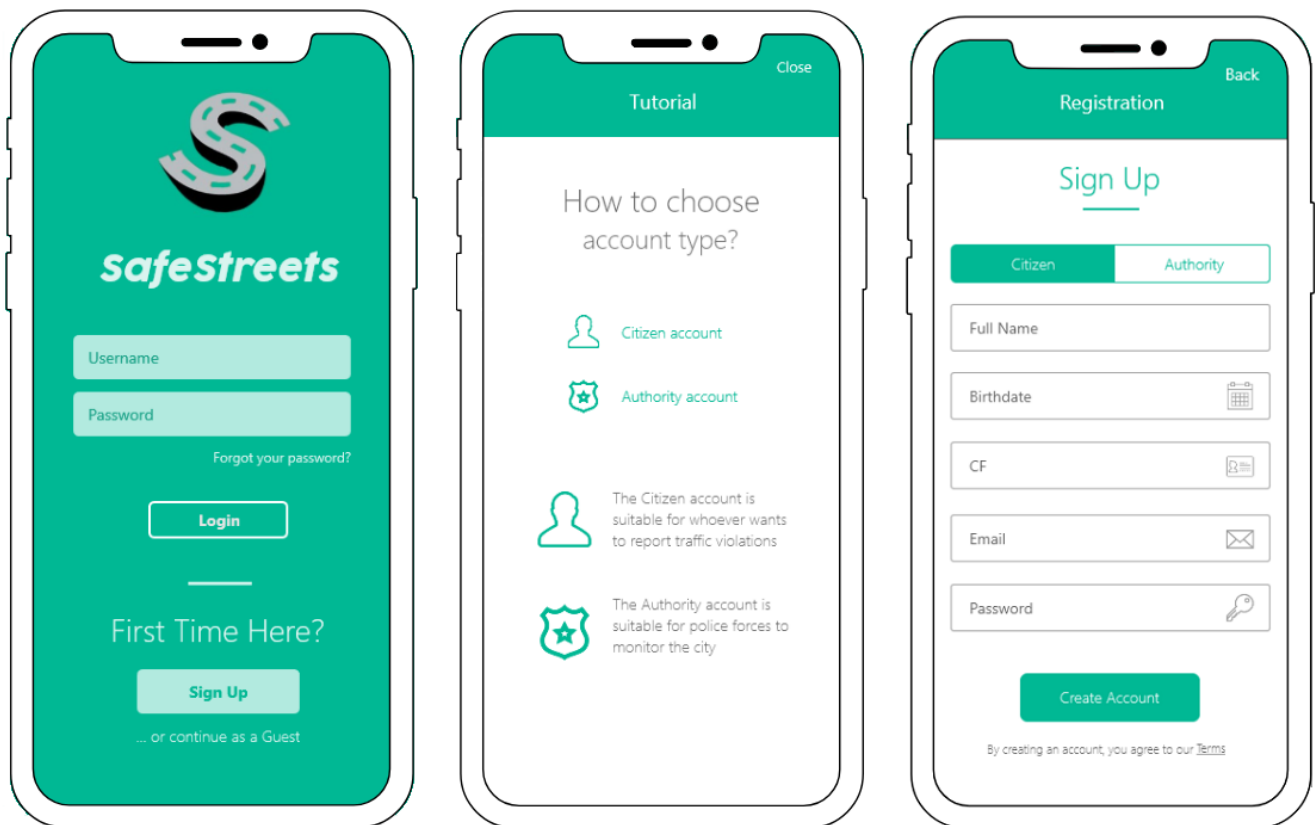 safestreets
Username
Password
Forgot your password?
Login
First Time Here?
Sign Up
... or continue as a Guest
Close
Tutorial
How to choose
account type?
Citizen account
Authority account
The Citizen account is
suitable for whoever wants
to report traffic violations
The Authority account is
suitable for police forces to
monitor the city
Back
Registration
Sign Up
Citizen Authority
Full Name
Birthdate
CF
Email
Password
Create Account
By creating an account, you agree to our Terms